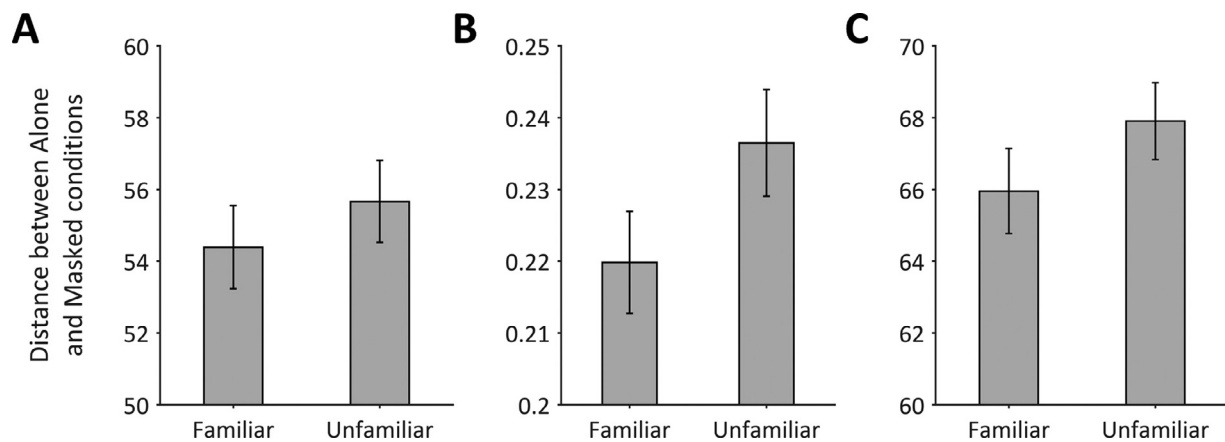 A
Distance between Alone
and Masked conditions
60
58
56
54
52
50
Familiar
Unfamiliar
B
0.25
0.24
0.23
0.22
0.21
0.2
Familiar
Unfamiliar
C
70
68
66
64
62
60
Familiar
Unfamiliar